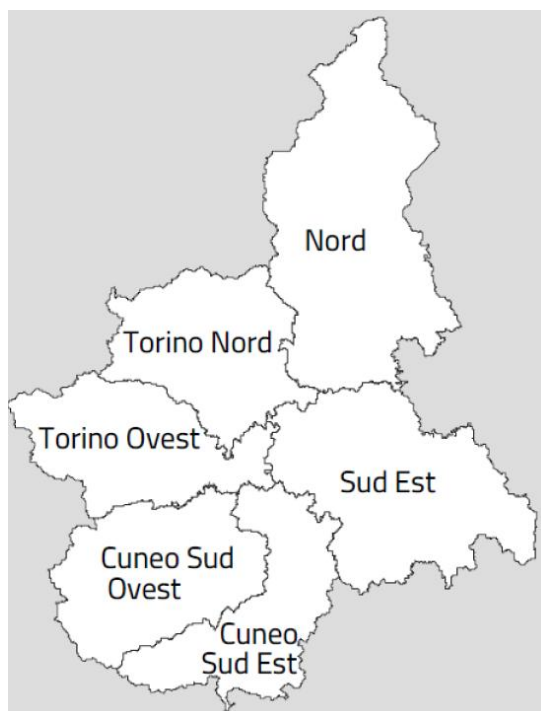 Nord
Torino Nord
Torino Ovest
Sud Est
Cuneo Sud
Ovest
Cuneo
Sud Est